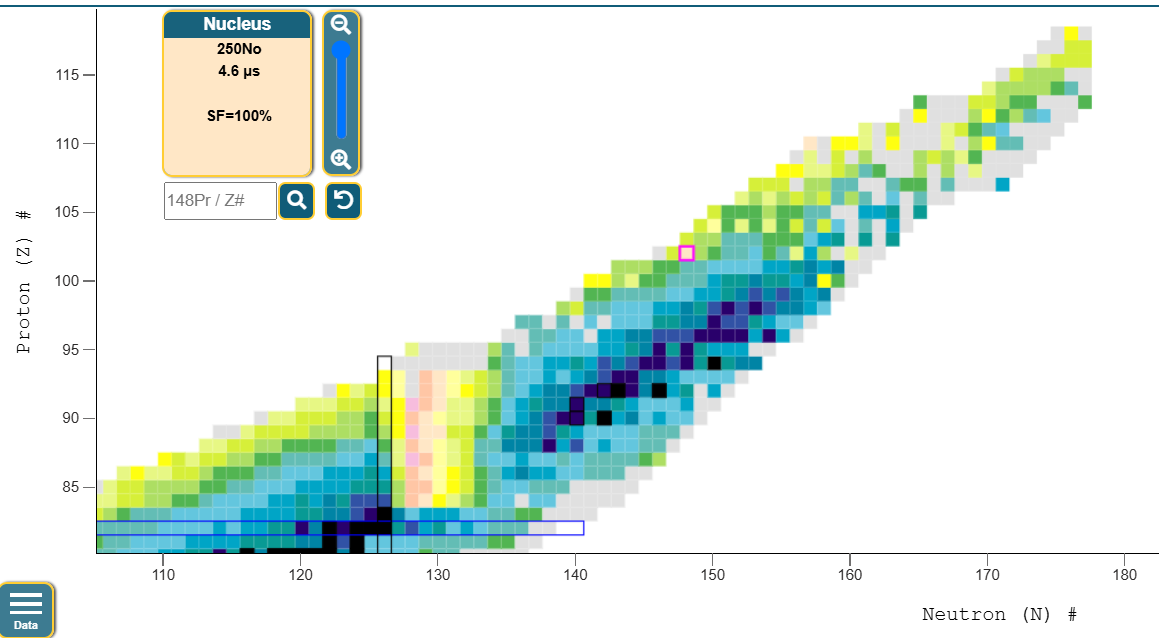 Nucleus
250No
4.6 µs
SF=100%
148Pr / Z#
Proton (Z) #
115
110
105
100
95
90
85
110 120 130 140 150 160 170 180
Neutron (N) #
Data